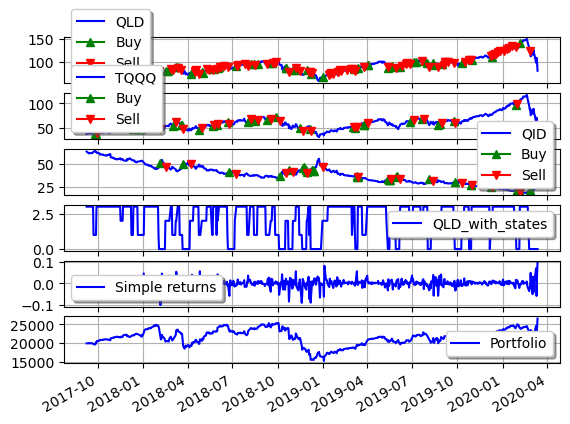 QLD
Buy
Sell
150
100
TQQQ
Buy
Sell
100
50
QID
Buy
Sell
50
25
2.5
0.0
QLD_with_states
0.1
0.0
-0.1
Simple returns
25000
20000
15000
Portfolio
2017-10
2018-01
2018-04
2018-07
2018-10
2019-01
2019-04
2019-07
2019-10
2020-01
2020-04